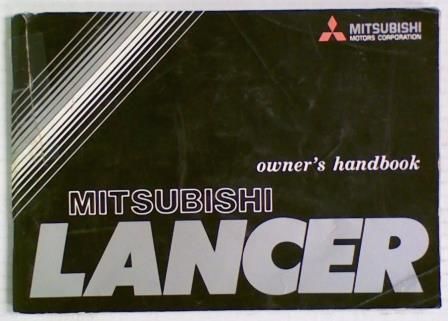 MITSUBISHI
MOTORS CORPORATION
owner's handbook
MITSUBISHI
LANCER